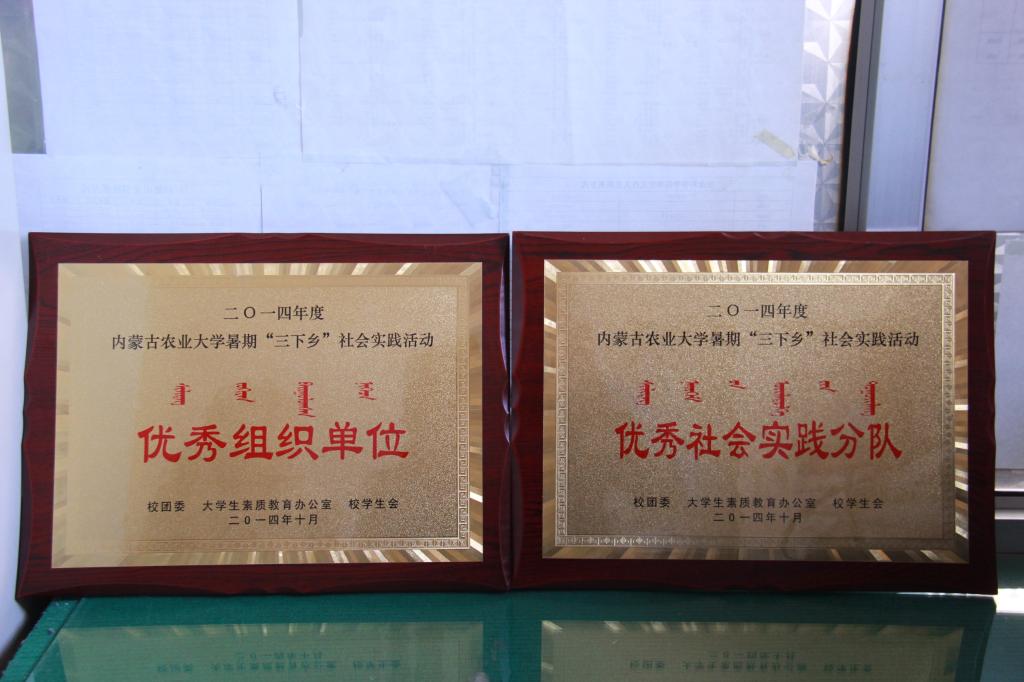 二〇一四年度
内蒙古农业大学暑期“三下乡”社会实践活动
优秀组织单位
校团委 大学生素质教育办公室 校学生会
二〇一四年十月
二〇一四年度
内蒙古农业大学暑期“三下乡”社会实践活动
优秀社会实践分队
校团委 大学生素质教育办公室 校学生会
二〇一四年十月